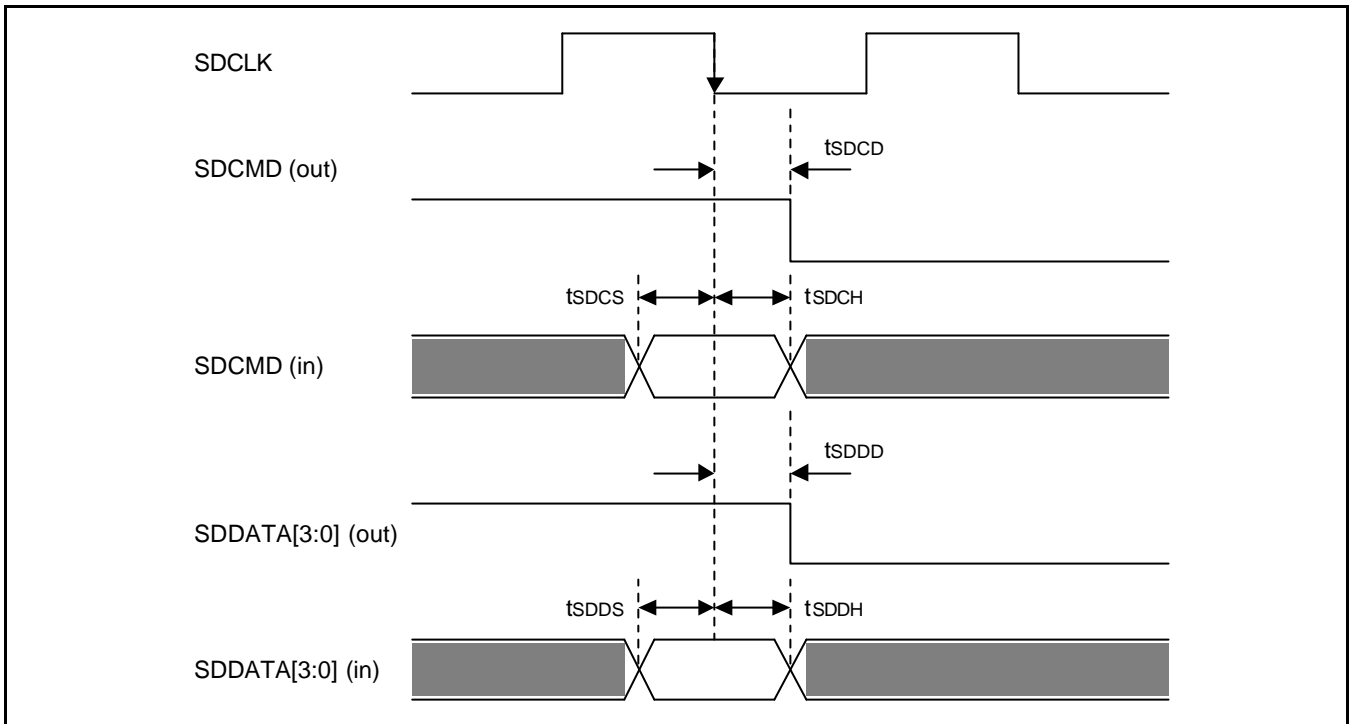 SDCLK
tSDCD
SDCMD (out)
tSDCS
tSDCH
SDCMD (in)
tSDDD
SDDATA[3:0] (out)
tSDDS
tSDDH
SDDATA[3:0] (in)